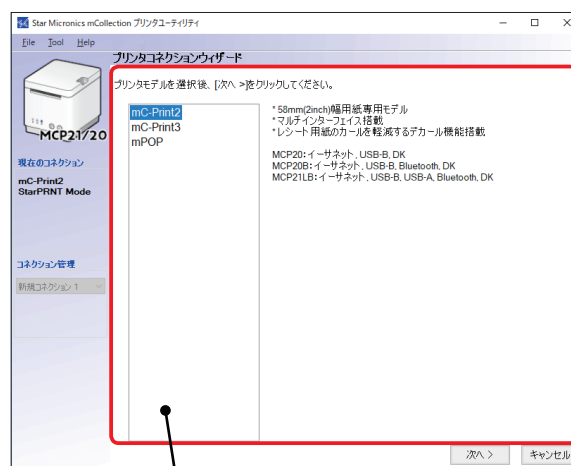 Star Micronics mCollection プリンタユーティリティ
File Tool Help
プリンタコネクションウィザード
プリンタモデルを選択後、[次へ >]をクリックしてください。
MCP21/20
現在のコネクション
mC-Print2
StarPRNT Mode
コネクション管理
新規コネクション 1
mC-Print2
mC-Print3
mPOP
* 58mm(2inch)幅用紙専用モデル
* マルチインターフェイス搭載
* レシート用紙のカールを軽減するデカール機能搭載
MCP20：イーサネット, USB-B, DK
MCP20B：イーサネット, USB-B, Bluetooth, DK
MCP21LB：イーサネット, USB-B, USB-A, Bluetooth, DK
次へ >
キャンセル